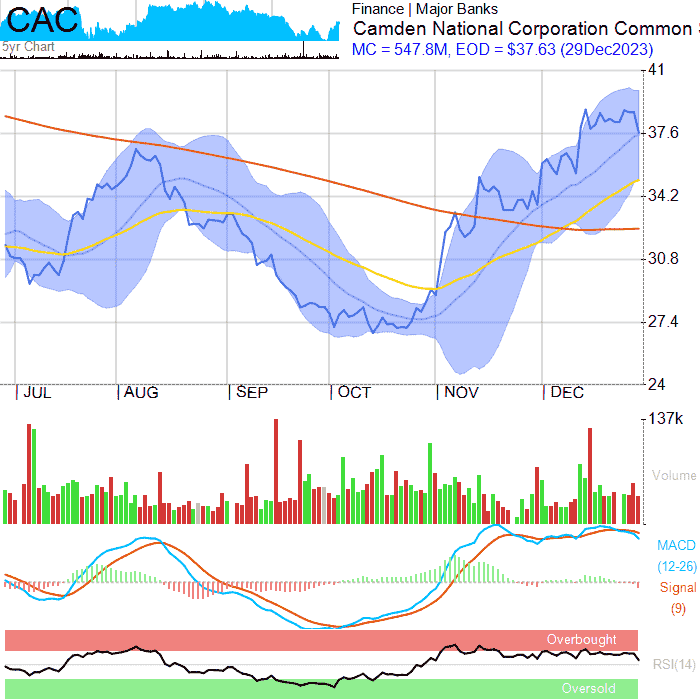 CAC
5yr Chart
Finance | Major Banks
Camden National Corporation Common
MC = 547.8M, EOD = $37.63 (29Dec2023)
41
37.6
34.2
30.8
27.4
24
JUL AUG SEP OCT NOV DEC
137k
Volume
MACD
(12-26)
Signal
(9)
Overbought
RSI(14)
Oversold